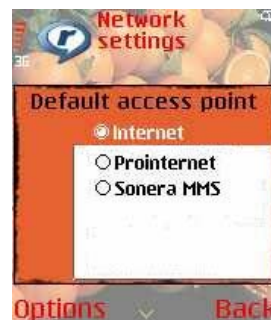 Network
settings
3G
Default access point
Internet
Prointernet
Sonera MMS
Options
Back